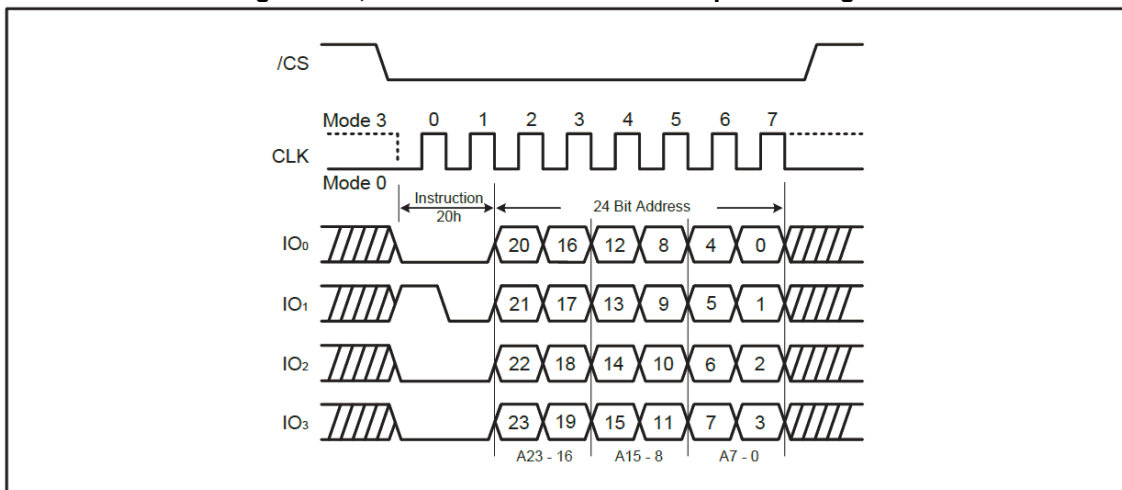 /CS
Mode 3 0 1 2 3 4 5 6 7
CLK
Mode 0
Instruction
20h
24 Bit Address
IO0 20 16 12 8 4 0
IO1 21 17 13 9 5 1
IO2 22 18 14 10 6 2
IO3 23 19 15 11 7 3
A23 - 16 A15 - 8 A7 - 0